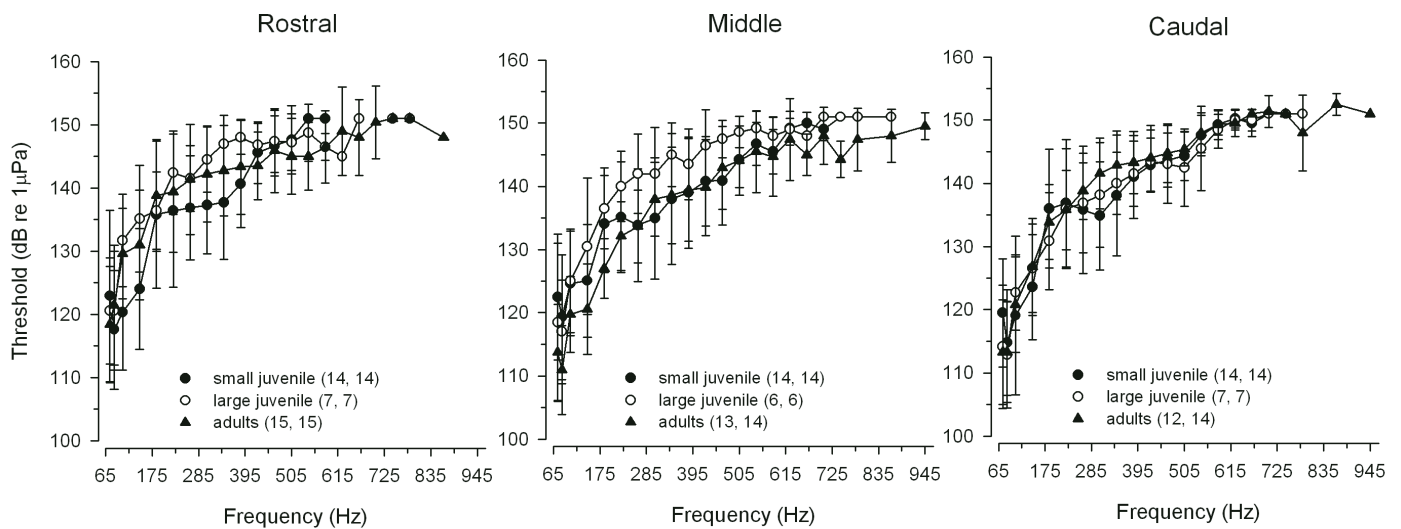 Rostral
Middle
Caudal
Threshold (dB re 1μPa)
160
150
140
130
120
110
100
small juvenile (14, 14)
large juvenile (7, 7)
adults (15, 15)
65 175 285 395 505 615 725 835 945
Frequency (Hz)
160
150
140
130
120
110
100
small juvenile (14, 14)
large juvenile (6, 6)
adults (13, 14)
65 175 285 395 505 615 725 835 945
Frequency (Hz)
160
150
140
130
120
110
100
small juvenile (14, 14)
large juvenile (7, 7)
adults (12, 14)
65 175 285 395 505 615 725 835 945
Frequency (Hz)